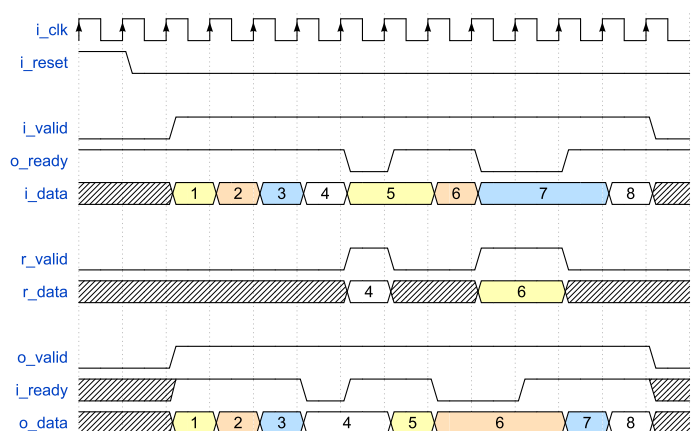 i_clk
i_reset
i_valid
o_ready
i_data 1 2 3 4 5 6 7 8
r_valid
r_data 4 6
o_valid
i_ready
o_data 1 2 3 4 5 6 7 8